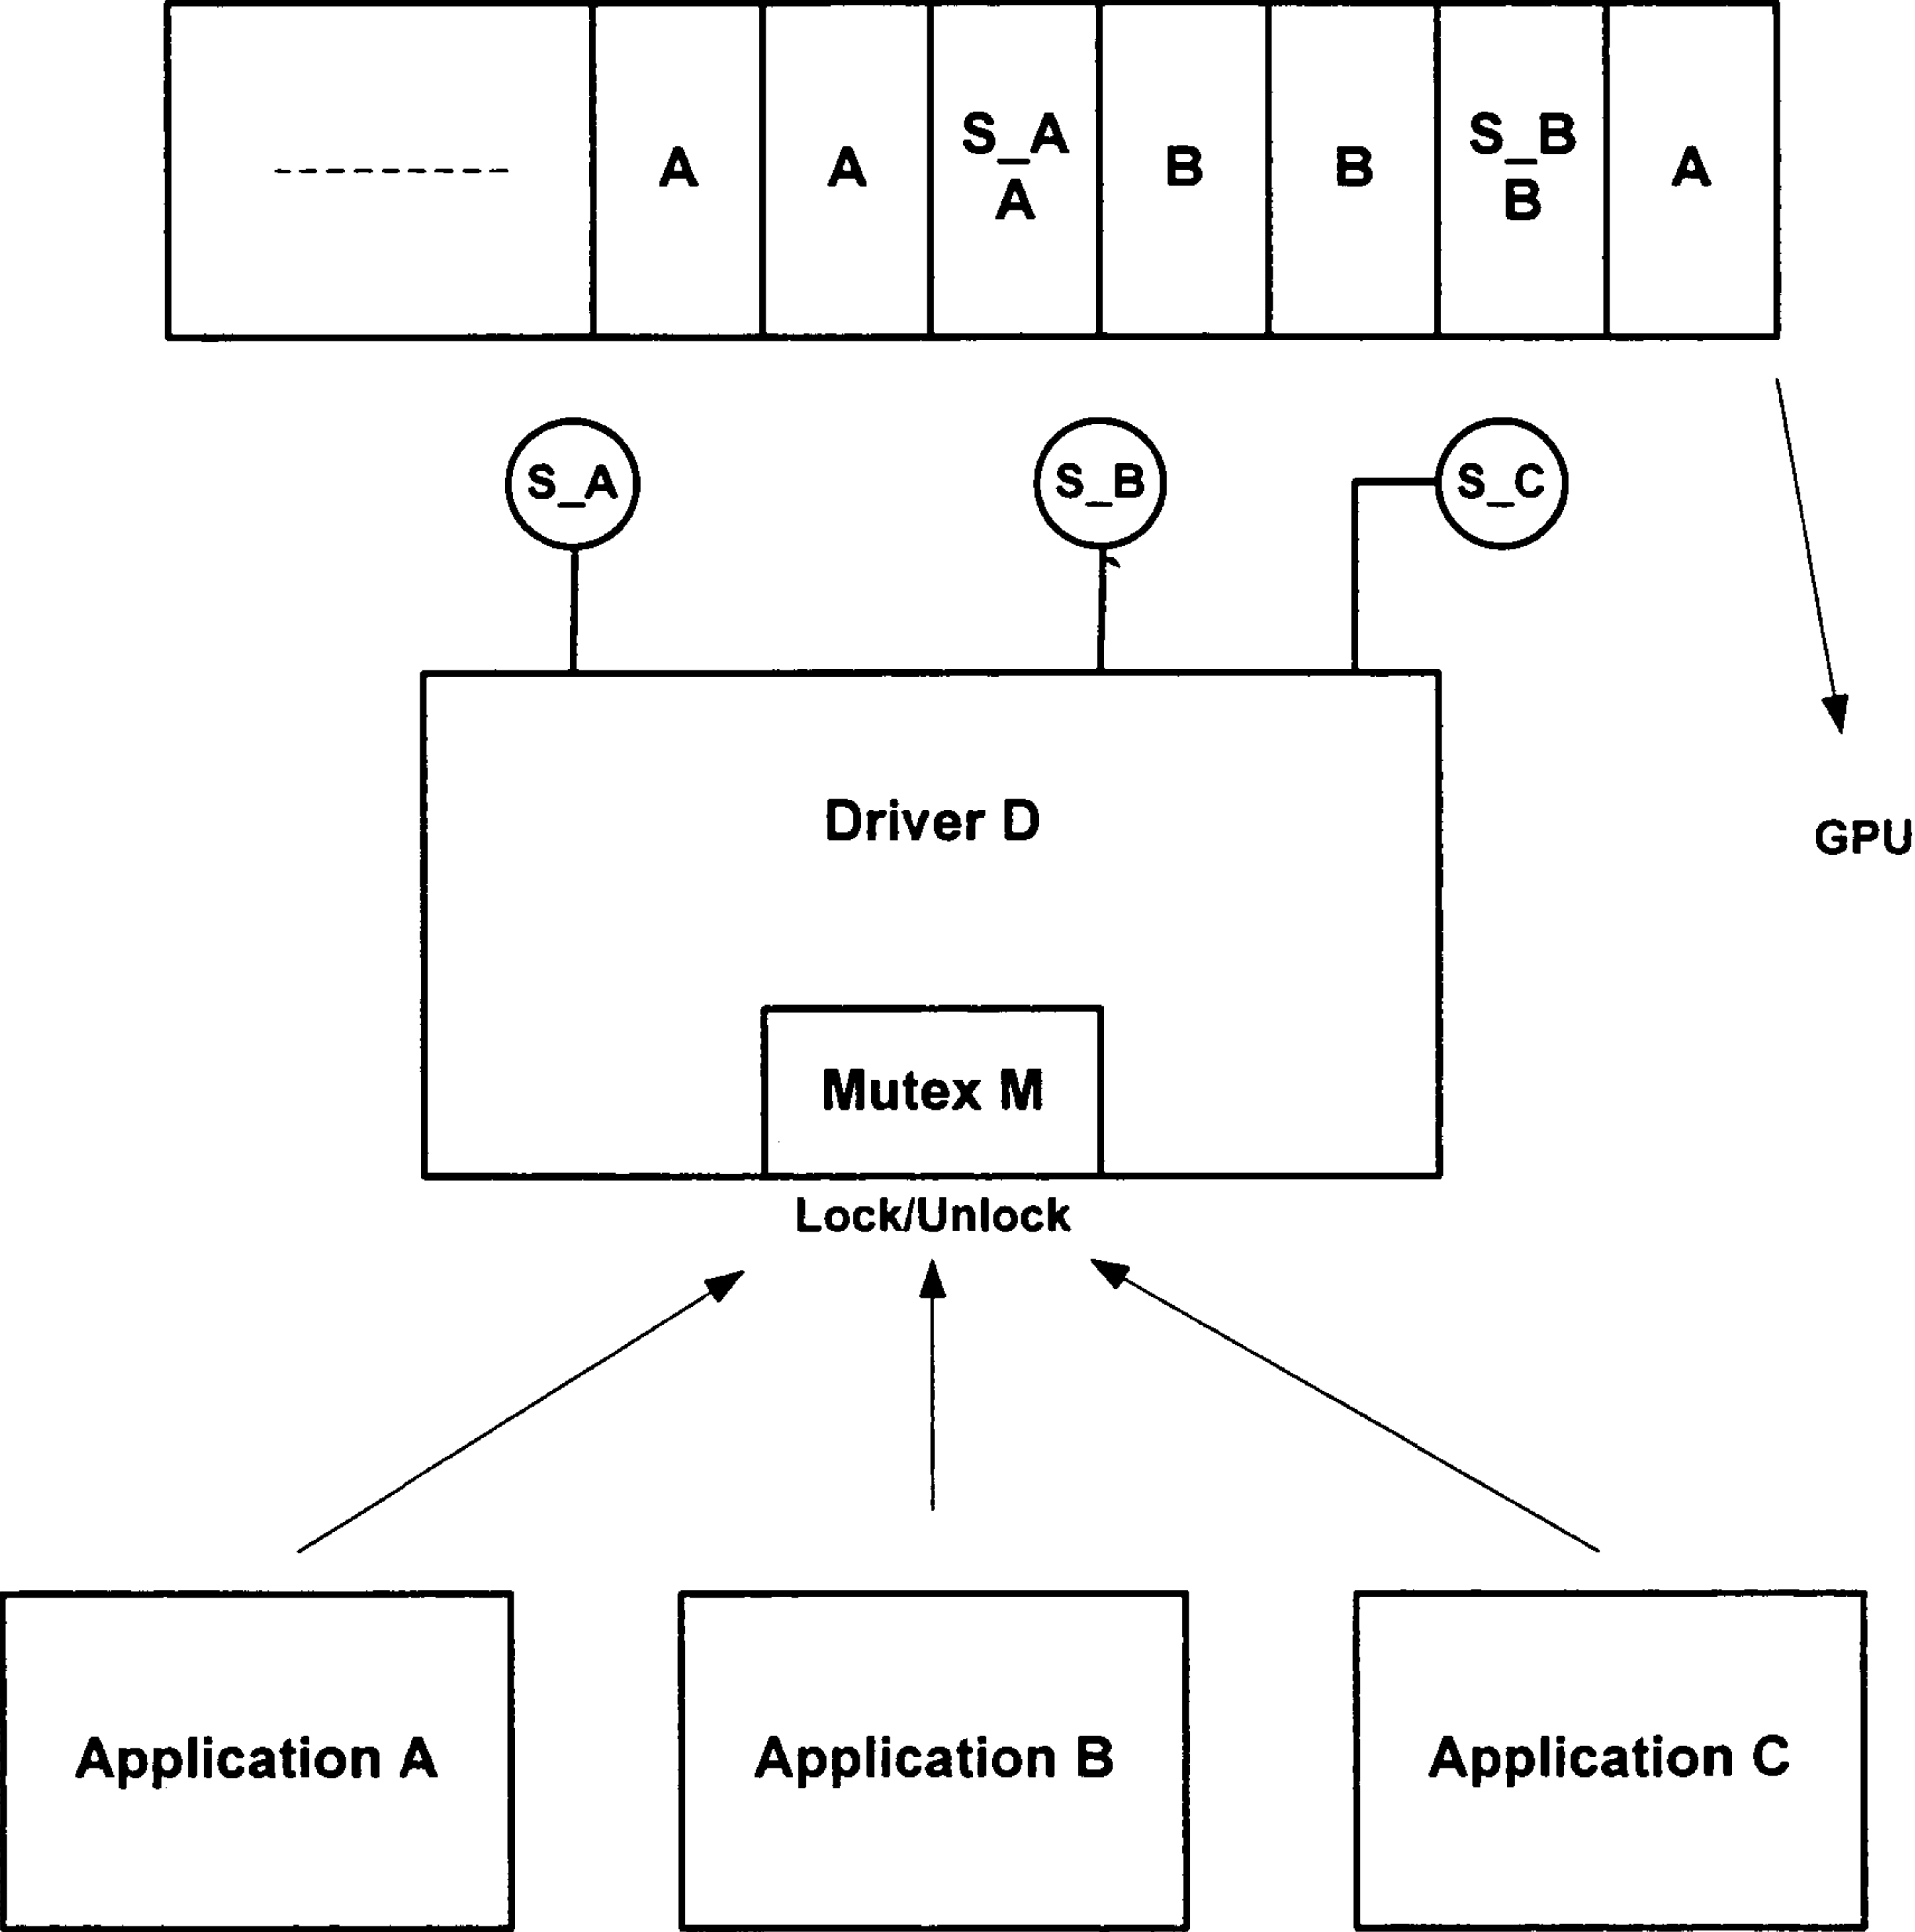 A
A
S_A
A
B
B
S_B
B
A
S_A
S_B
S_C
Driver D
GPU
Mutex M
Lock/Unlock
Application A
Application B
Application C